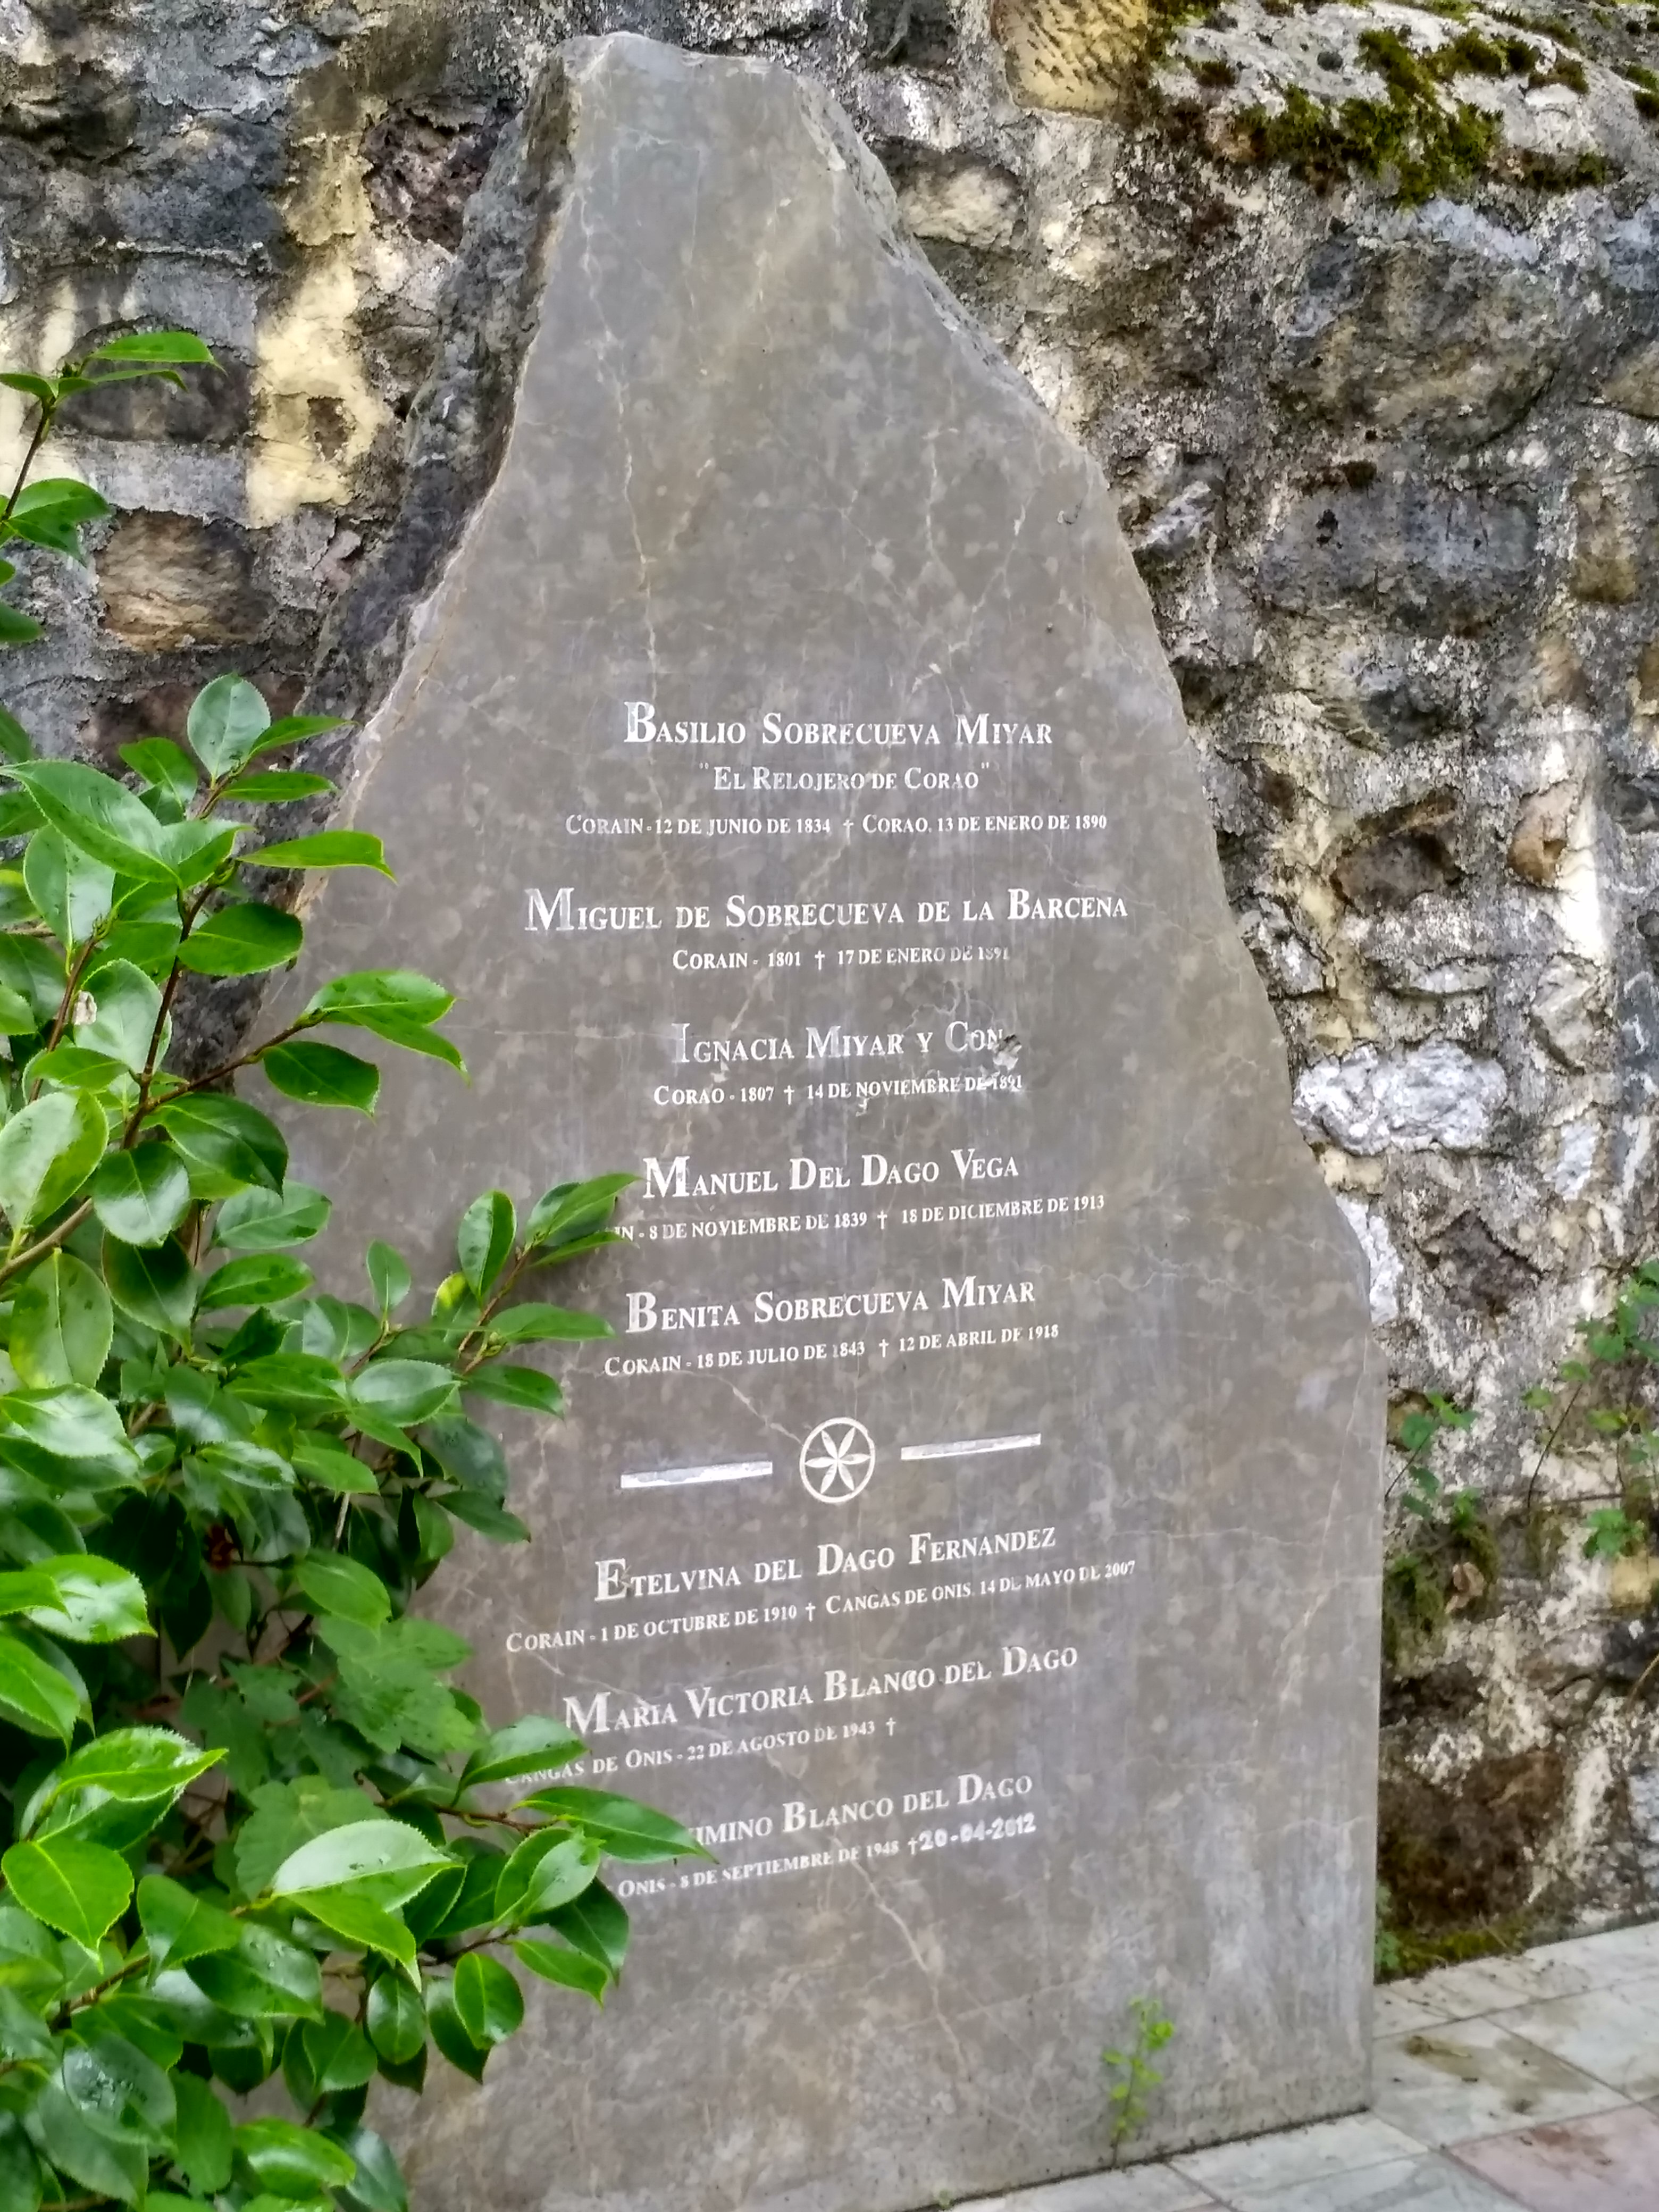 BASILIO SOBRECUEVA MIYAR
"EL RELOJERO DE CORAO"
CORAIN - 12 DE JUNIO DE 1834 † CORAO, 13 DE ENERO DE 1890
MIGUEL DE SOBRECUEVA DE LA BARCENA
CORAIN - 1801 † 17 DE ENERO DE 1891
IGNACIA MIYAR Y CON
CORAO - 1807 † 14 DE NOVIEMBRE DE 1891
MANUEL DEL DAGO VEGA
- 8 DE NOVIEMBRE DE 1839 † 18 DE DICIEMBRE DE 1913
BENITA SOBRECUEVA MIYAR
CORAIN - 18 DE JULIO DE 1843 † 12 DE ABRIL DE 1918
ETELVINA DEL DAGO FERNANDEZ
CORAIN - 1 DE OCTUBRE DE 1910 † CANGAS DE ONIS, 14 DE MAYO DE 2007
MARIA VICTORIA BLANCO DEL DAGO
CANGAS DE ONIS - 22 DE AGOSTO DE 1943 †
BLANCO DEL DAGO
ONIS - 8 DE SEPTIEMBRE DE 1948 † 20-04-2012